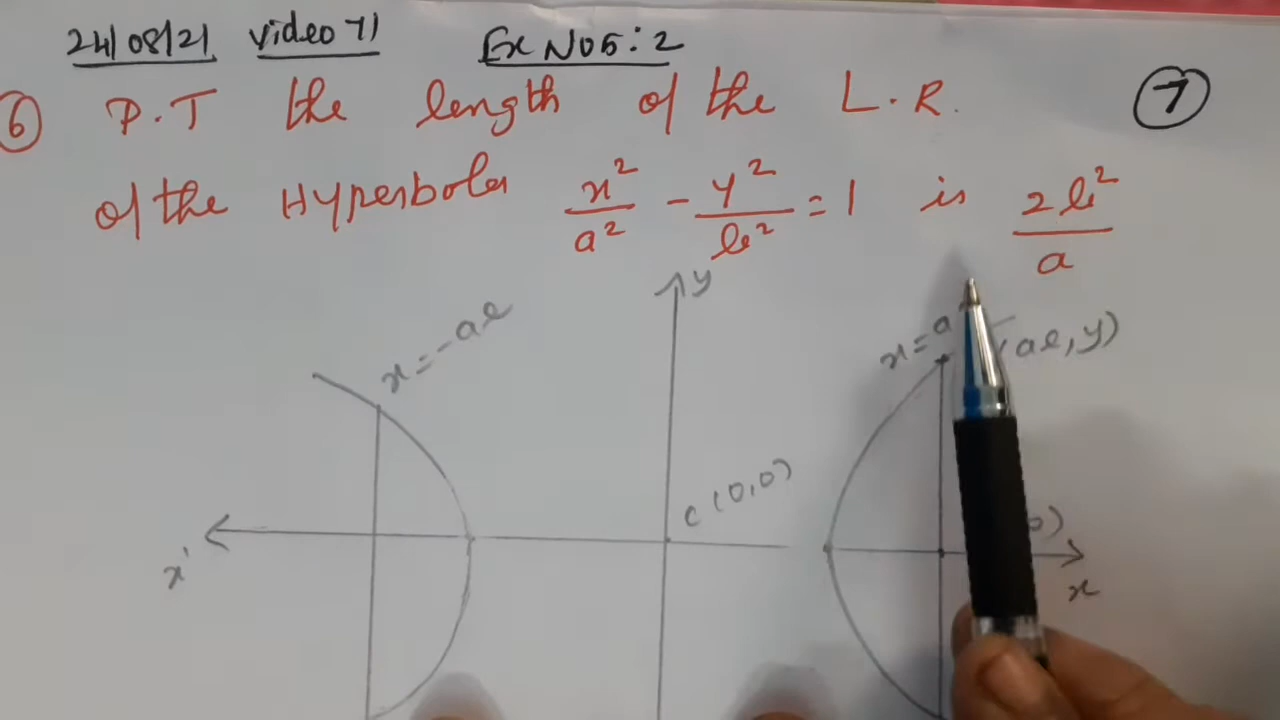 24/08/21 Video 71 Ex No 5:2
6 P.T the length of the L.R. 7
of the Hyperbola x²/a² - y²/b² = 1 is 2b²/a
y
x=-ae
x=a
(ae, y)
C(0,0)
0)
x'
x